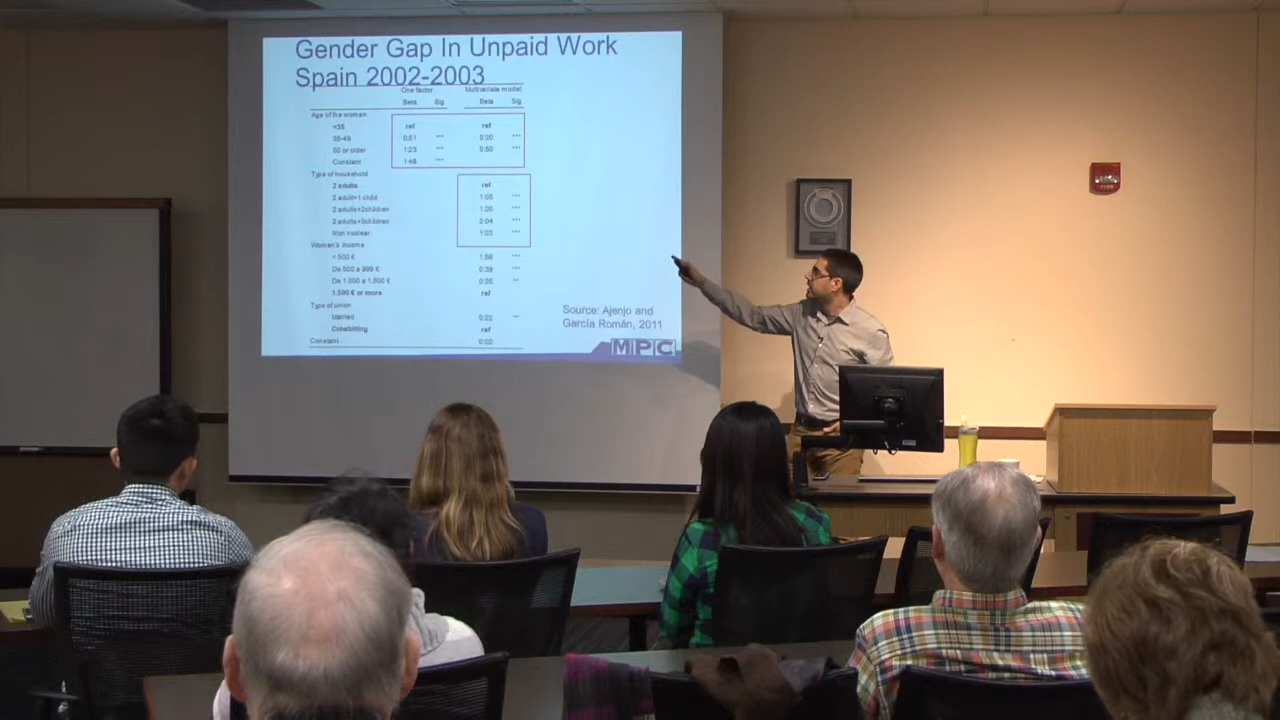 Gender Gap In Unpaid Work
Spain 2002-2003
One factor Multivariate model
Beta Sig. Beta Sig.
Age of the woman
<35 ref ref
35-49 0:51 *** 0:20 ***
50 or older 1:23 *** 0:50 ***
Constant 1:48 ***
Type of household
2 adults ref
2 adult+1 child 1:05 ***
2 adults+2children 1:20 ***
2 adults+3children 2:04 ***
Non nuclear 1:23 ***
Woman's income
< 500 € 1:58 ***
De 500 a 999 € 0:39 ***
De 1.000 a 1.500 € 0:25 **
1.500 € or more ref
Type of union
Married 0:22 **
Cohabiting ref
Constant 0:02
Source: Ajenjo and
García Román, 2011
MPC
FIRE